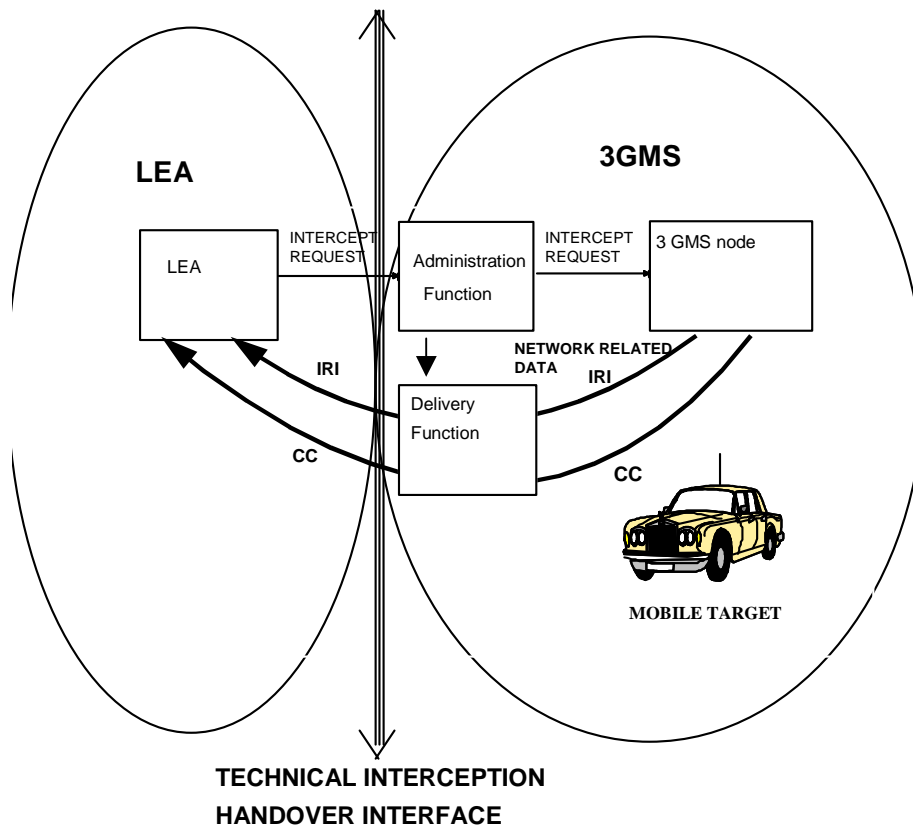 LEA
3GMS
LEA
INTERCEPT
REQUEST
Administration
Function
INTERCEPT
REQUEST
3 GMS node
IRI
NETWORK RELATED
DATA
IRI
Delivery
Function
CC
CC
MOBILE TARGET
TECHNICAL INTERCEPTION
HANDOVER INTERFACE